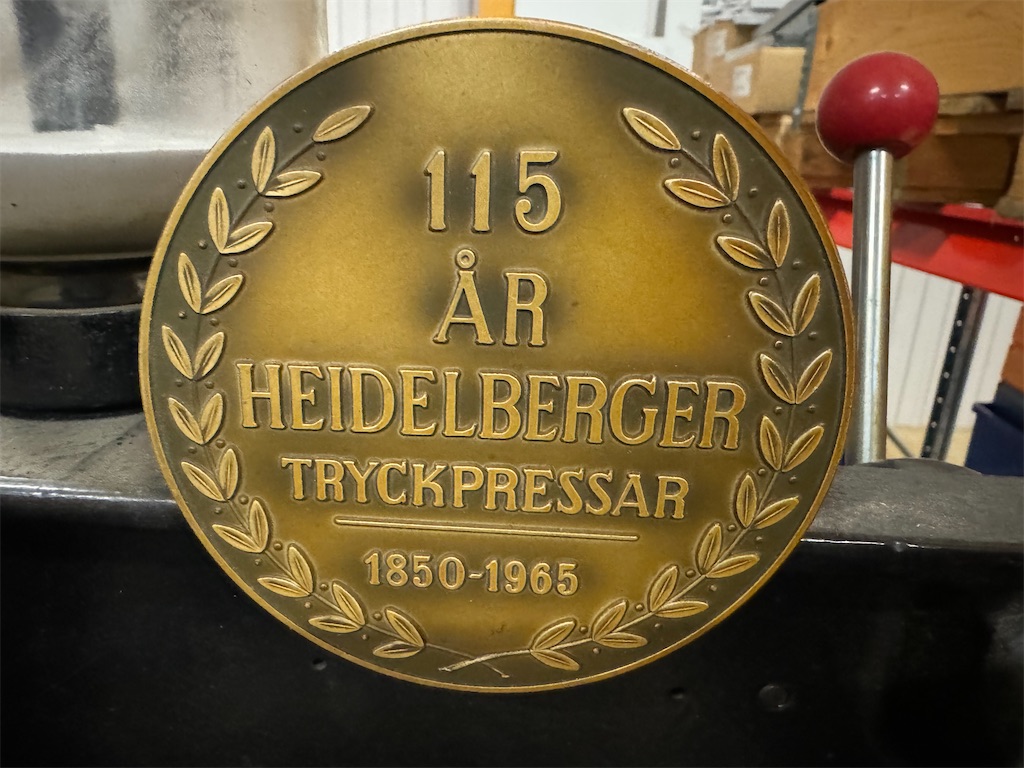 115
ÅR
HEIDELBERGER
TRYCKPRESSAR
1850-1965